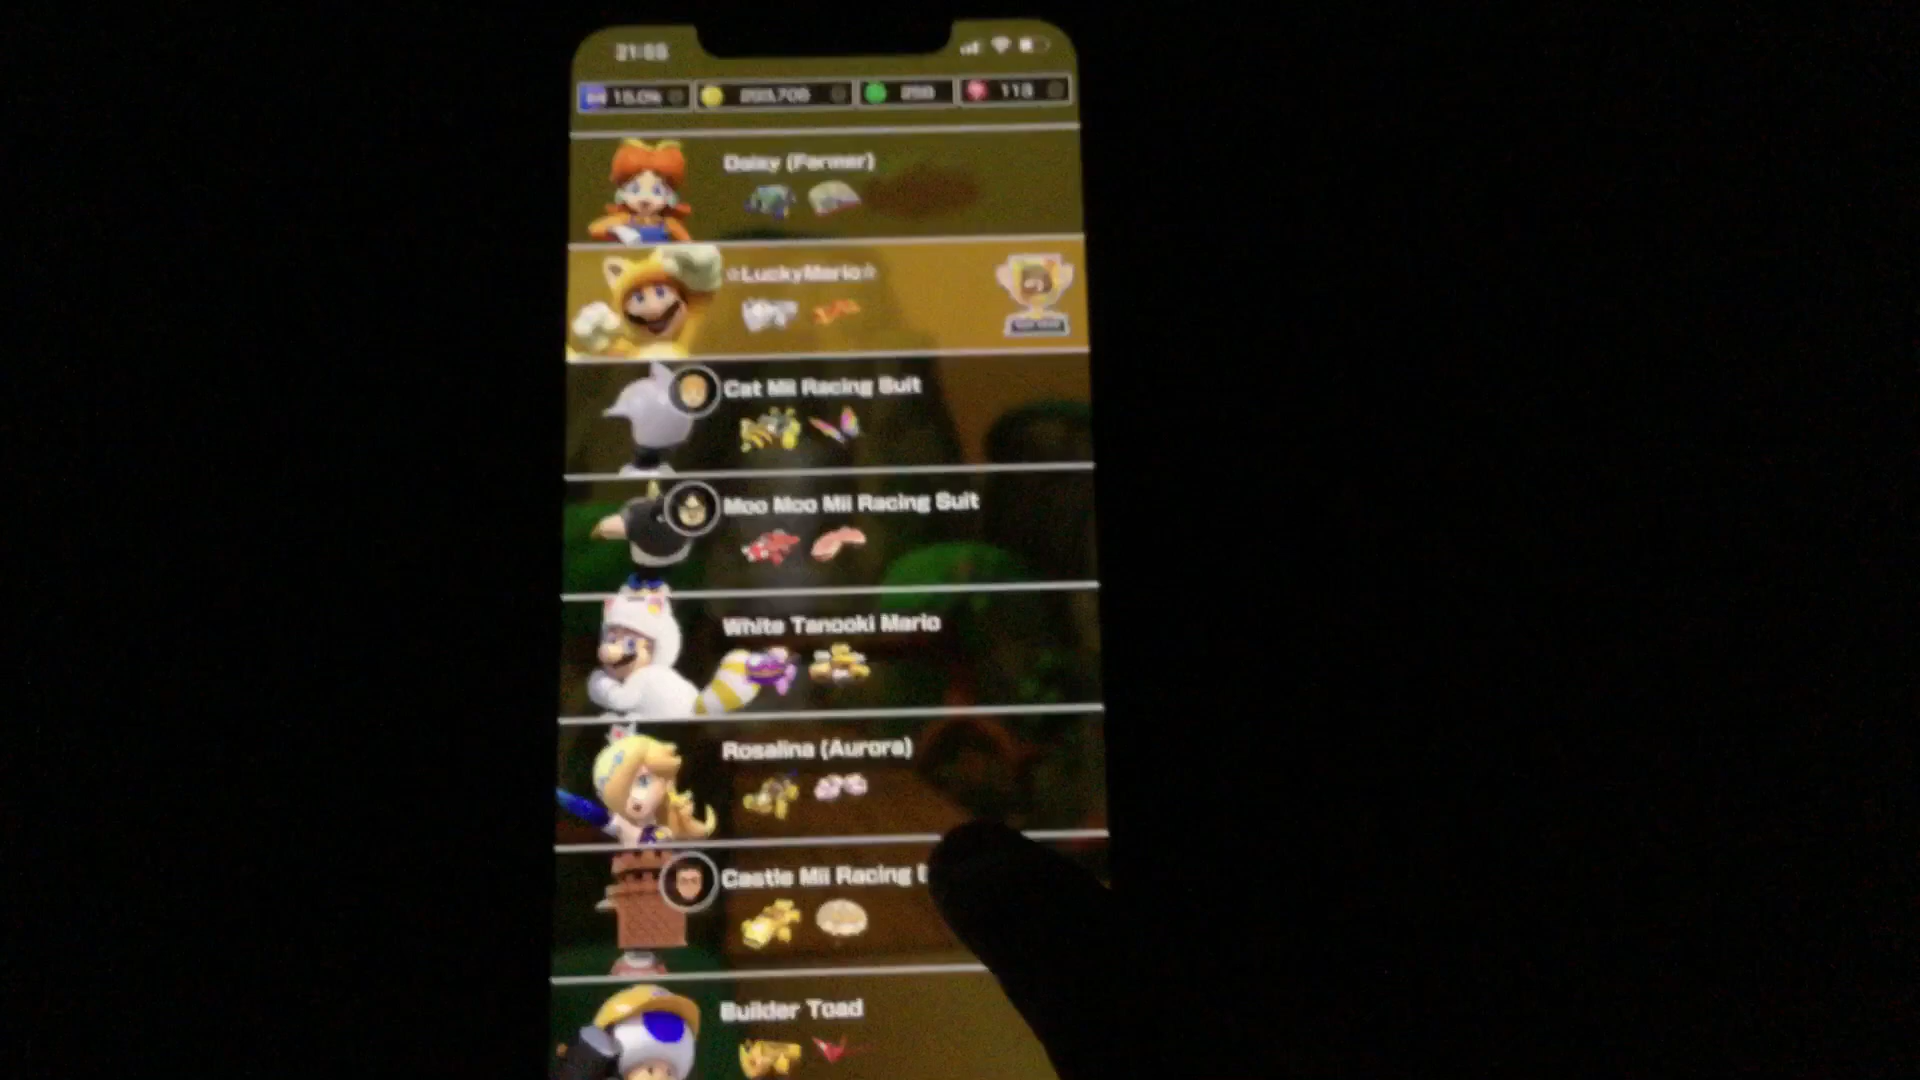 113
Daisy (Farmer)
☆LuckyMario☆
Cat Mii Racing Suit
Moo Moo Mii Racing Suit
White Tanooki Mario
Rosalina (Aurora)
Castle Mii Racing
Builder Toad